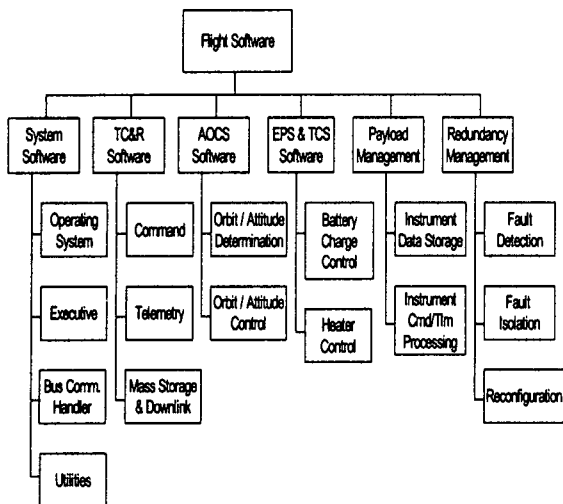 Flight Software
System
Software
TC&R
Software
AOCS
Software
EPS & TCS
Software
Payload
Management
Redundancy
Management
Operating
System
Executive
Bus Comm.
Handler
Utilities
Command
Telemetry
Mass Storage
& Downlink
Orbit / Attitude
Determination
Orbit / Attitude
Control
Battery
Charge
Control
Heater
Control
Instrument
Data Storage
Instrument
Cmd/Tlm
Processing
Fault
Detection
Fault
Isolation
Reconfiguration